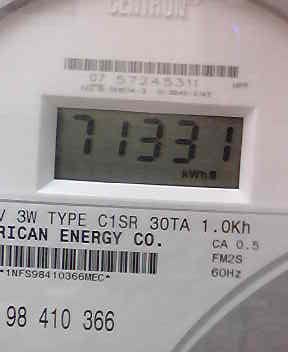 CENTRON
07 57245311
71331
kWh
V 3W TYPE C1SR 30TA 1.0Kh
RICAN ENERGY CO.
CA 0.5
FM2S
60Hz
*1NFS98410366MEC*
98 410 366